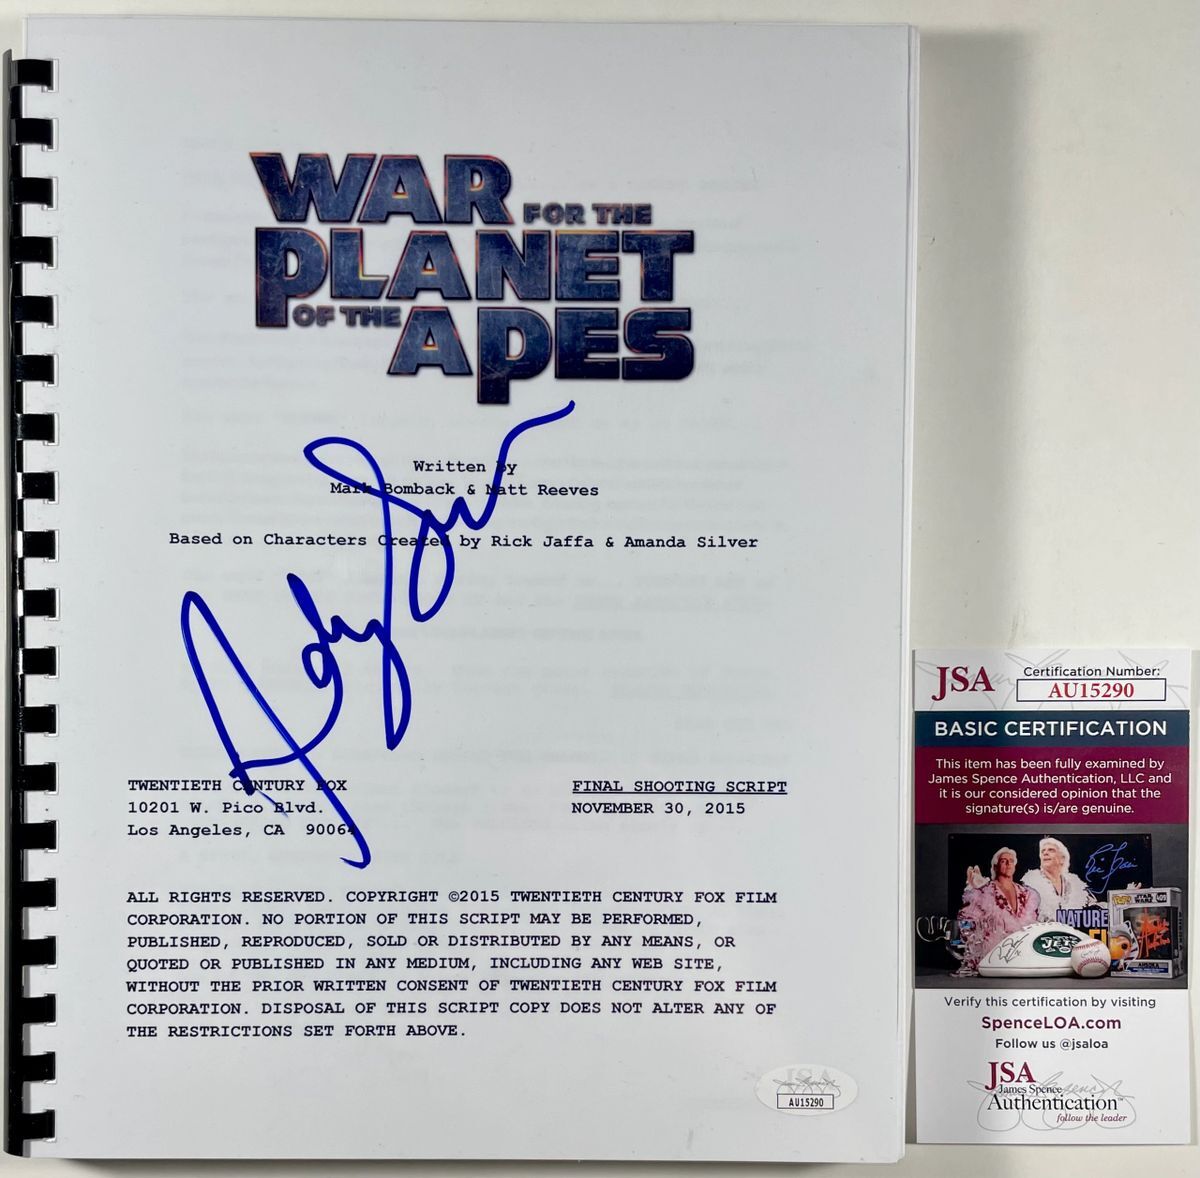 WAR FOR THE
PLANET
OF THE APES
Written by
Mark Bomback & Matt Reeves
Based on Characters Created by Rick Jaffa & Amanda Silver
Andy
TWENTIETH CENTURY FOX
10201 W. Pico Blvd.
Los Angeles, CA 90064
FINAL SHOOTING SCRIPT
NOVEMBER 30, 2015
ALL RIGHTS RESERVED. COPYRIGHT ©2015 TWENTIETH CENTURY FOX FILM
CORPORATION. NO PORTION OF THIS SCRIPT MAY BE PERFORMED,
PUBLISHED, REPRODUCED, SOLD OR DISTRIBUTED BY ANY MEANS, OR
QUOTED OR PUBLISHED IN ANY MEDIUM, INCLUDING ANY WEB SITE,
WITHOUT THE PRIOR WRITTEN CONSENT OF TWENTIETH CENTURY FOX FILM
CORPORATION. DISPOSAL OF THIS SCRIPT COPY DOES NOT ALTER ANY OF
THE RESTRICTIONS SET FORTH ABOVE.
JSA
AU15290
JSA
Certification Number:
AU15290
BASIC CERTIFICATION
This item has been fully examined by
James Spence Authentication, LLC and
it is our considered opinion that the
signature(s) is/are genuine.
NATURE
JETS
STAR WARS
Verify this certification by visiting
SpenceLOA.com
Follow us @jsaloa
JSA
James Spence
Authentication™
follow the leader